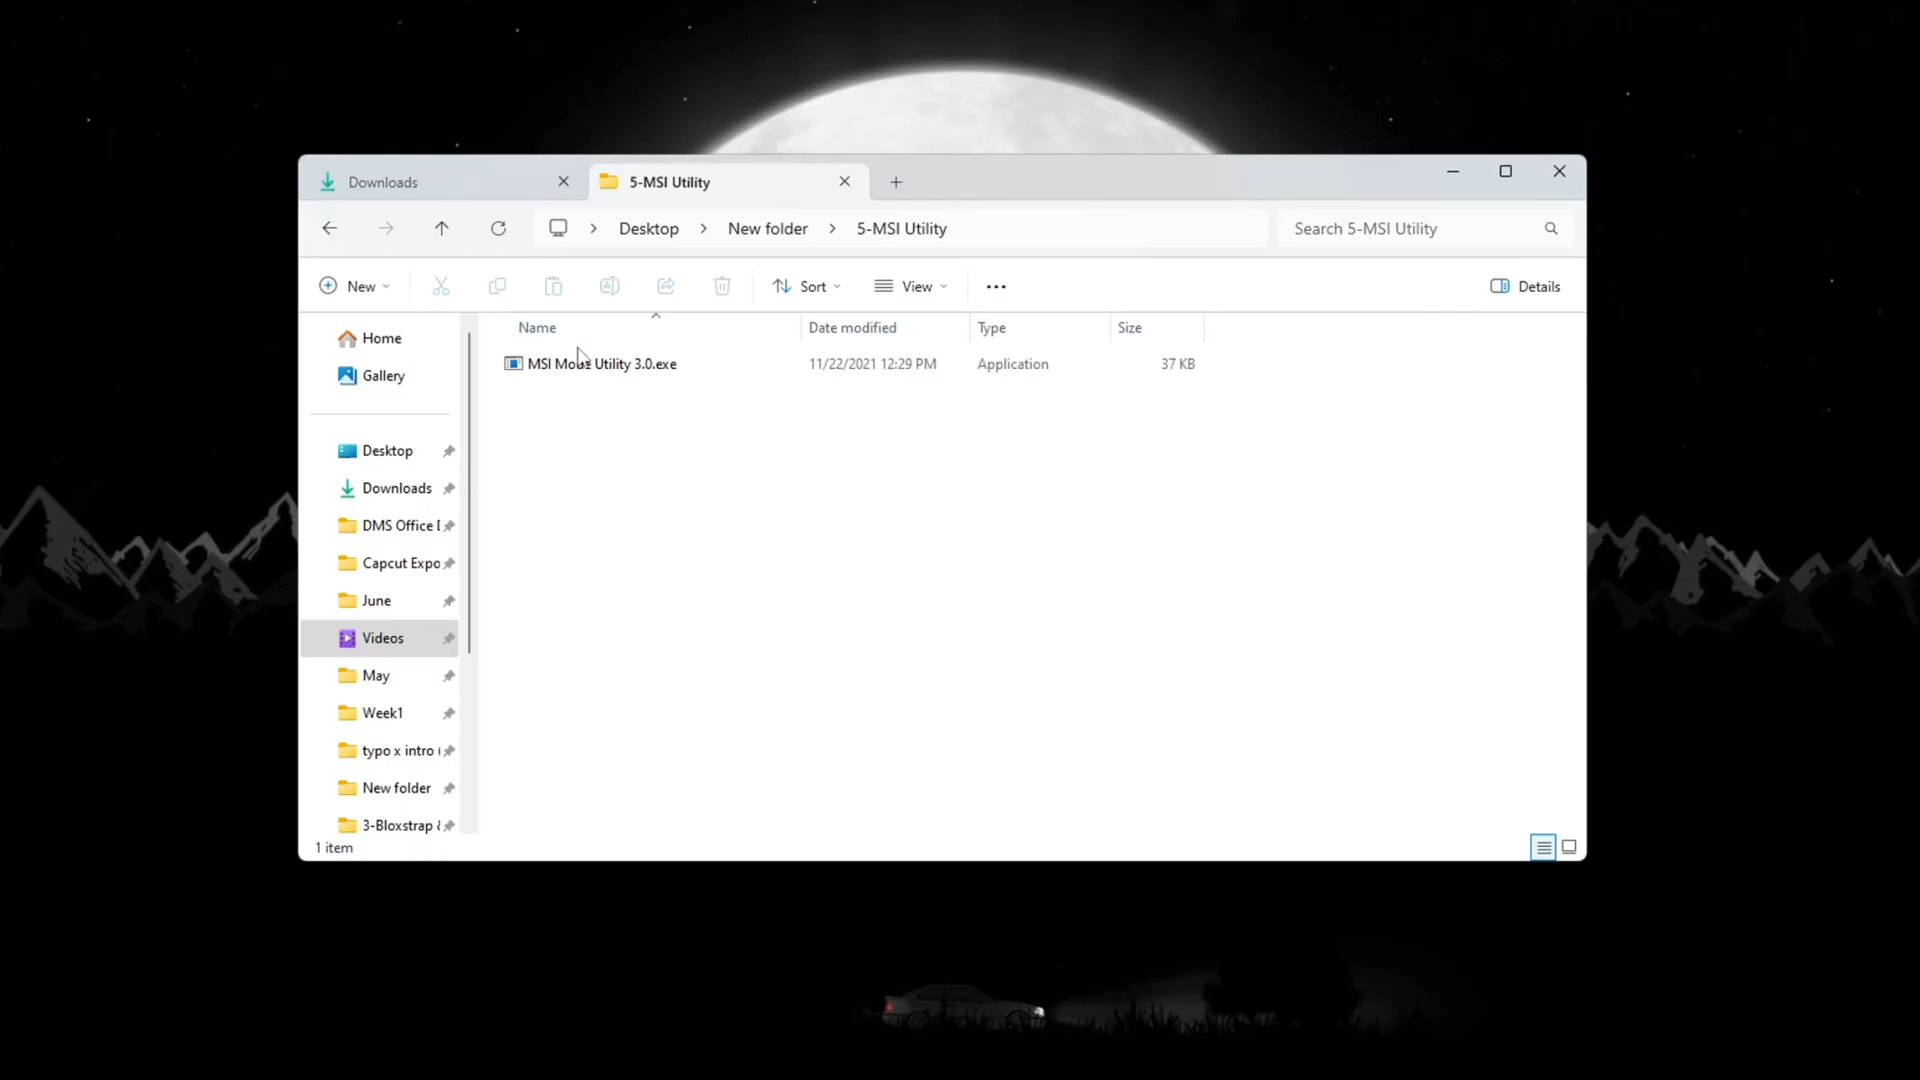 Downloads
5-MSI Utility
Desktop > New folder > 5-MSI Utility
Search 5-MSI Utility
New
Sort
View
Details
Name
Date modified
Type
Size
MSI Mode Utility 3.0.exe
11/22/2021 12:29 PM
Application
37 KB
Home
Gallery
Desktop
Downloads
DMS Office
Capcut Expo
June
Videos
May
Week1
typo x intro
New folder
3-Bloxstrap
1 item